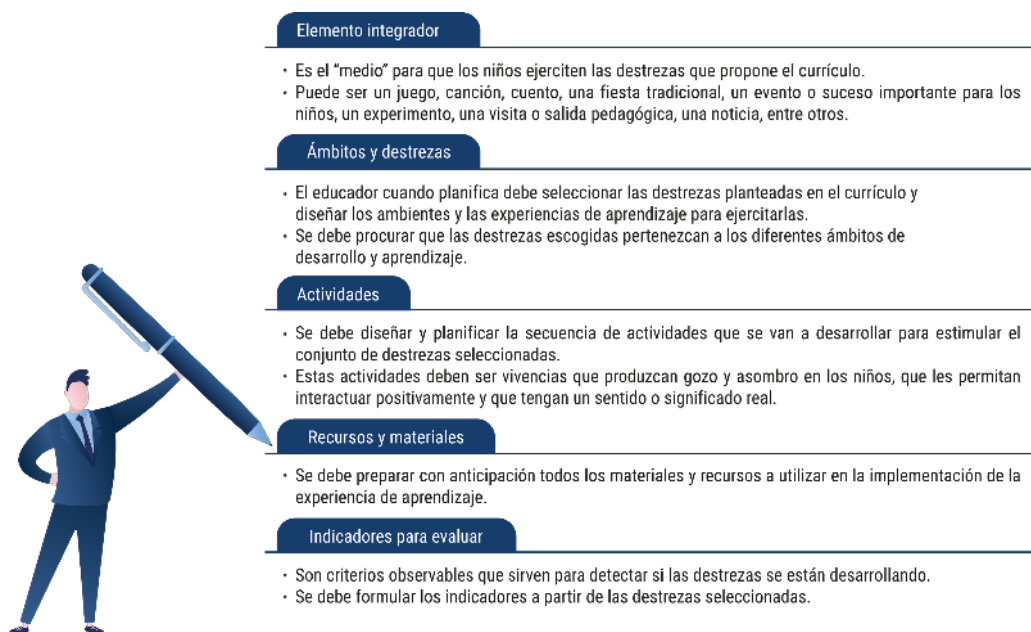 Elemento integrador
· Es el “medio” para que los niños ejerciten las destrezas que propone el currículo.
· Puede ser un juego, canción, cuento, una fiesta tradicional, un evento o suceso importante para los
niños, un experimento, una visita o salida pedagógica, una noticia, entre otros.
Ámbitos y destrezas
· El educador cuando planifica debe seleccionar las destrezas planteadas en el currículo y
diseñar los ambientes y las experiencias de aprendizaje para ejercitarlas.
· Se debe procurar que las destrezas escogidas pertenezcan a los diferentes ámbitos de
desarrollo y aprendizaje.
Actividades
· Se debe diseñar y planificar la secuencia de actividades que se van a desarrollar para estimular el
conjunto de destrezas seleccionadas.
· Estas actividades deben ser vivencias que produzcan gozo y asombro en los niños, que les permitan
interactuar positivamente y que tengan un sentido o significado real.
Recursos y materiales
· Se debe preparar con anticipación todos los materiales y recursos a utilizar en la implementación de la
experiencia de aprendizaje.
Indicadores para evaluar
· Son criterios observables que sirven para detectar si las destrezas se están desarrollando.
· Se debe formular los indicadores a partir de las destrezas seleccionadas.